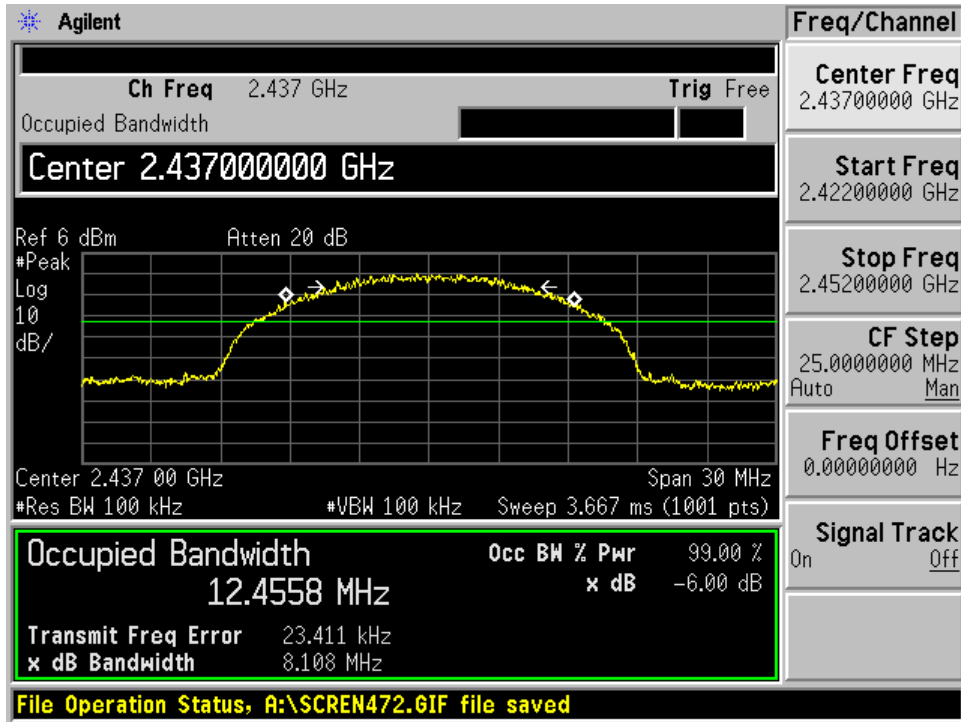 Agilent
Freq/Channel
Ch Freq 2.437 GHz Trig Free
Occupied Bandwidth
Center 2.437000000 GHz
Ref 6 dBm Atten 20 dB
#Peak
Log
10
dB/
Center 2.437 00 GHz Span 30 MHz
#Res BW 100 kHz #VBW 100 kHz Sweep 3.667 ms (1001 pts)
Occupied Bandwidth Occ BW % Pwr 99.00 %
12.4558 MHz x dB -6.00 dB
Transmit Freq Error 23.411 kHz
x dB Bandwidth 8.108 MHz
File Operation Status, A:\SCREN472.GIF file saved
Center Freq
2.43700000 GHz
Start Freq
2.42200000 GHz
Stop Freq
2.45200000 GHz
CF Step
25.0000000 MHz
Auto Man
Freq Offset
0.00000000 Hz
Signal Track
On Off